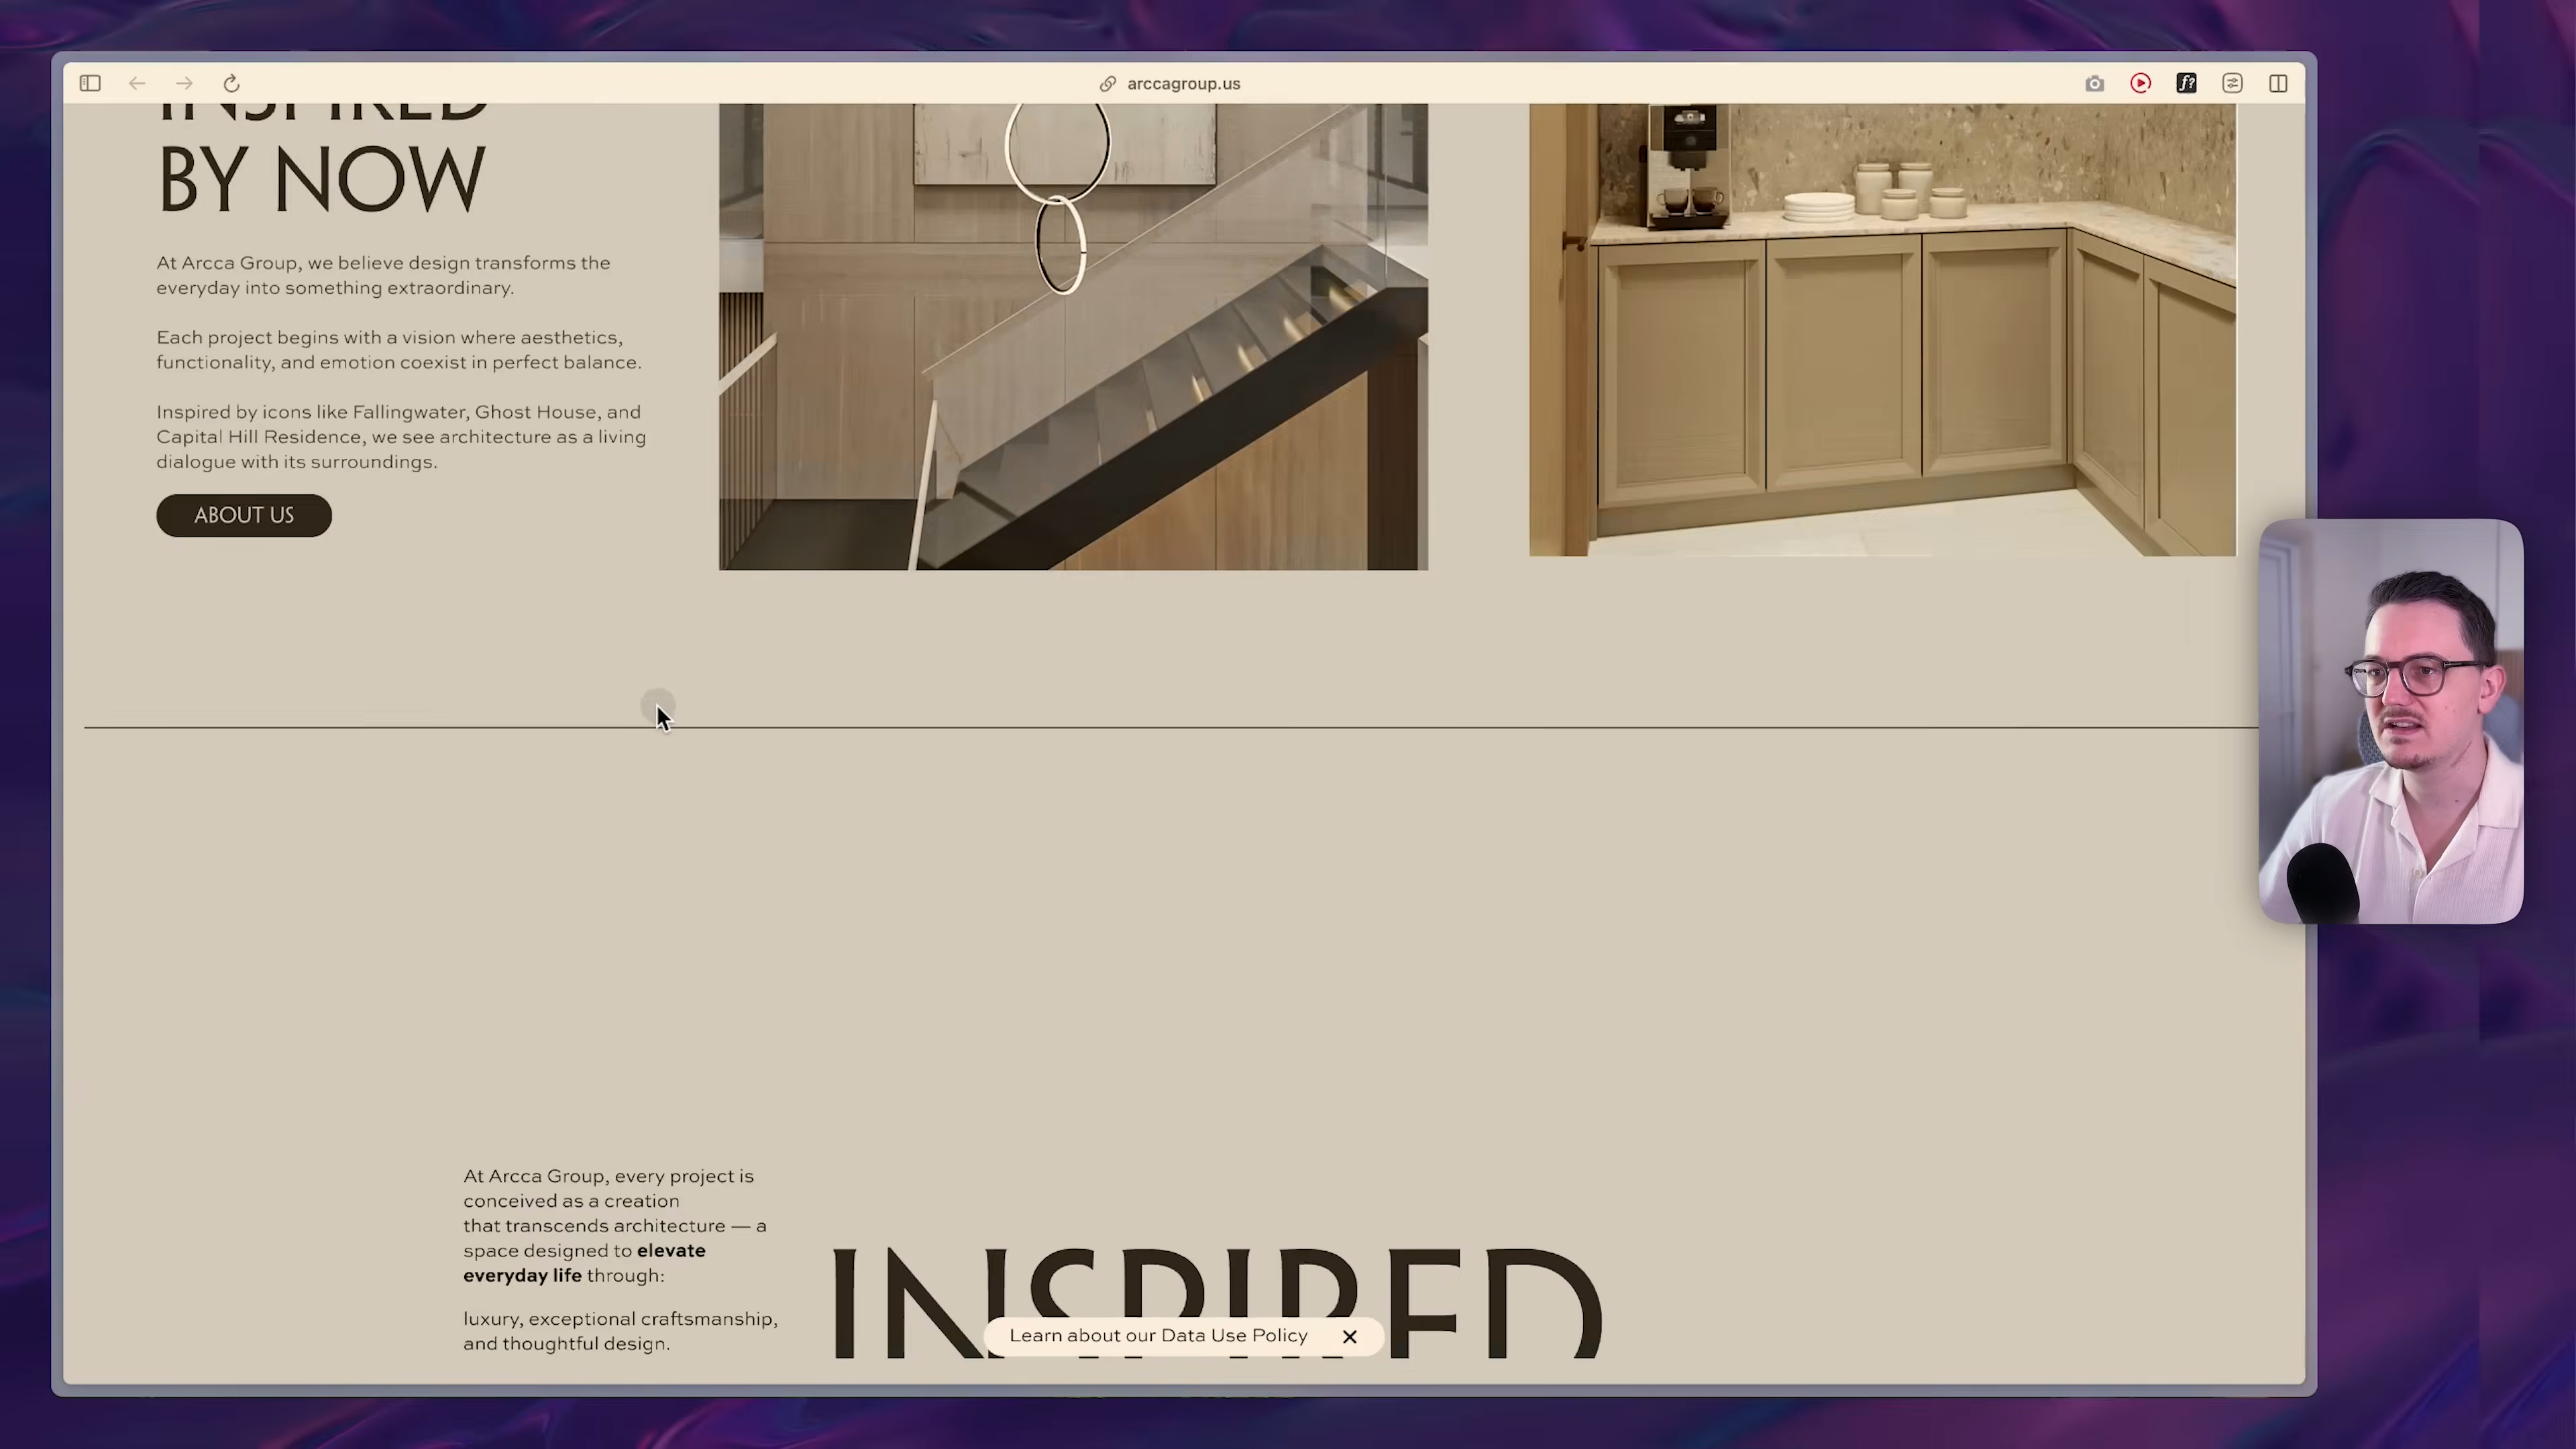 arccagroup.us
f?
INSPIRED
BY NOW
At Arcca Group, we believe design transforms the
everyday into something extraordinary.
Each project begins with a vision where aesthetics,
functionality, and emotion coexist in perfect balance.
Inspired by icons like Fallingwater, Ghost House, and
Capital Hill Residence, we see architecture as a living
dialogue with its surroundings.
ABOUT US
At Arcca Group, every project is
conceived as a creation
that transcends architecture — a
space designed to elevate
everyday life through:
luxury, exceptional craftsmanship,
and thoughtful design.
INSPIRED
Learn about our Data Use Policy